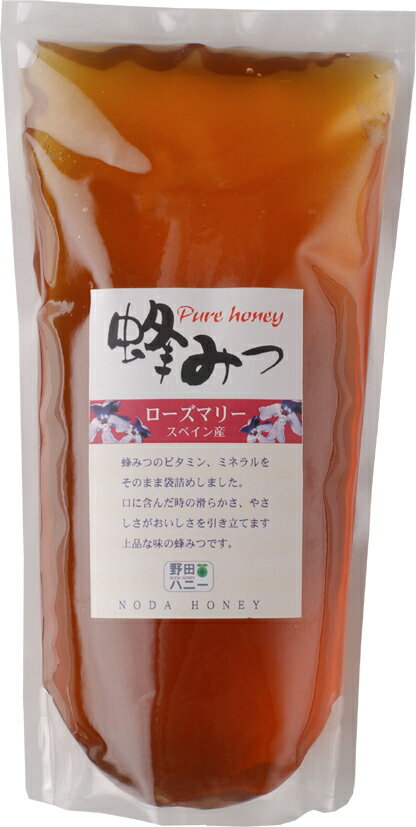 Pure honey
蜂みつ
ローズマリー
スペイン産
蜂みつのビタミン、ミネラルを
そのまま袋詰めしました。
口に含んだ時の滑らかさ、やさ
しさがおいしさを引き立てます
上品な味の蜂みつです。
野田
NODA HONEY
ハニー
NODA HONEY